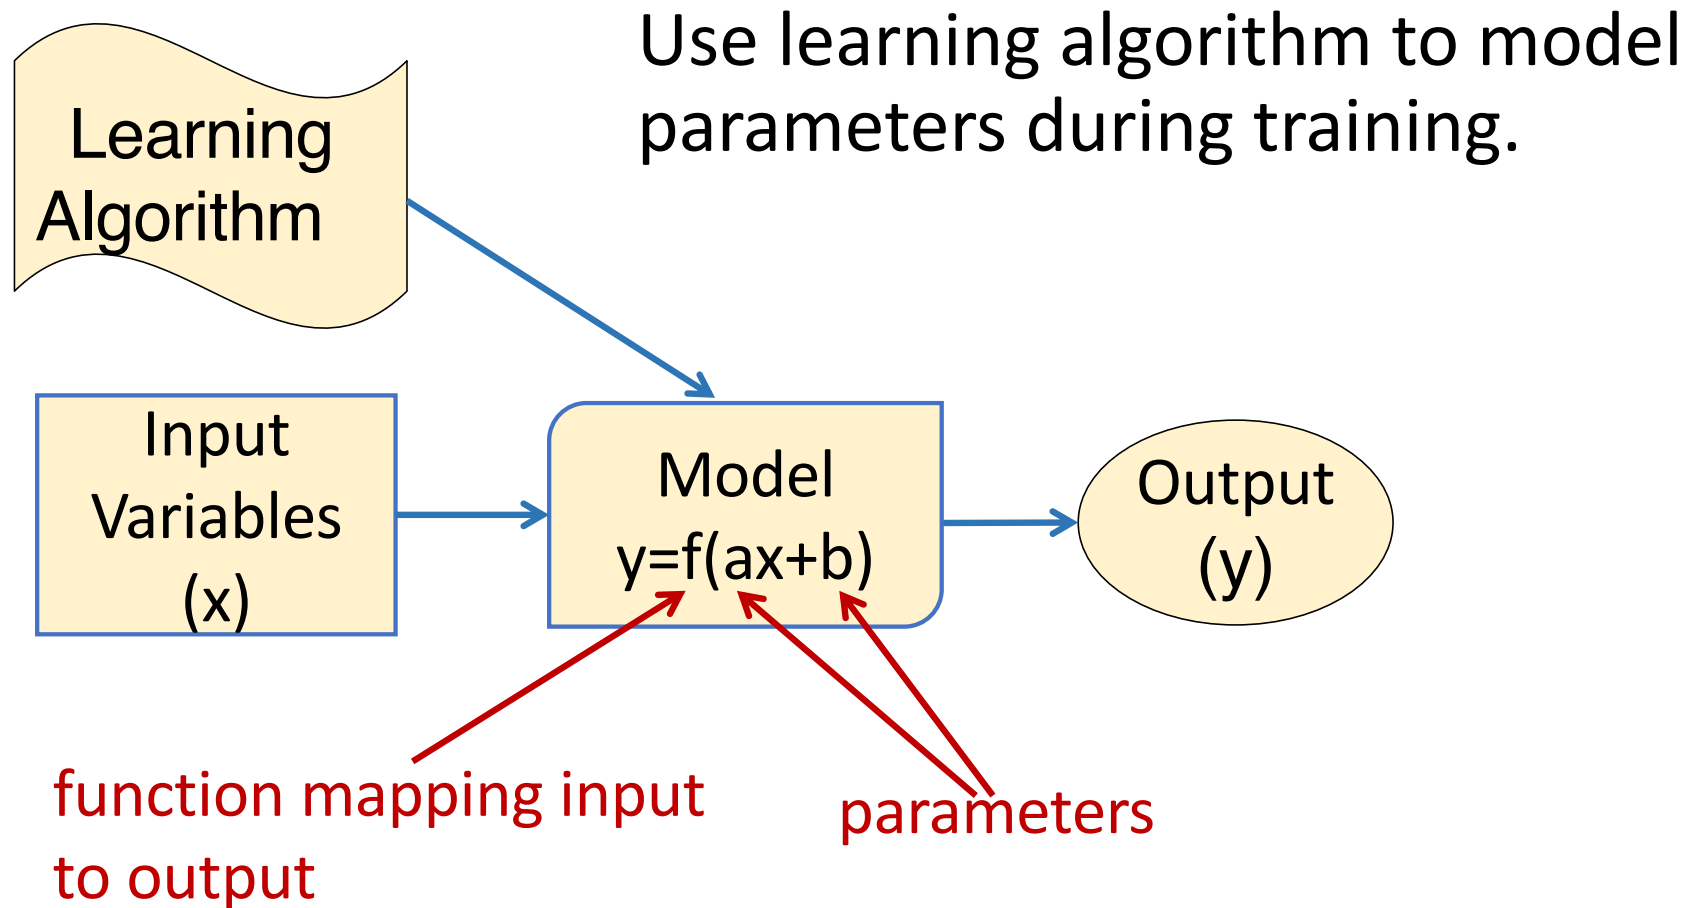 Use learning algorithm to model
parameters during training.
Learning
Algorithm
Input
Variables
(x)
Model
y=f(ax+b)
Output
(y)
function mapping input
to output
parameters